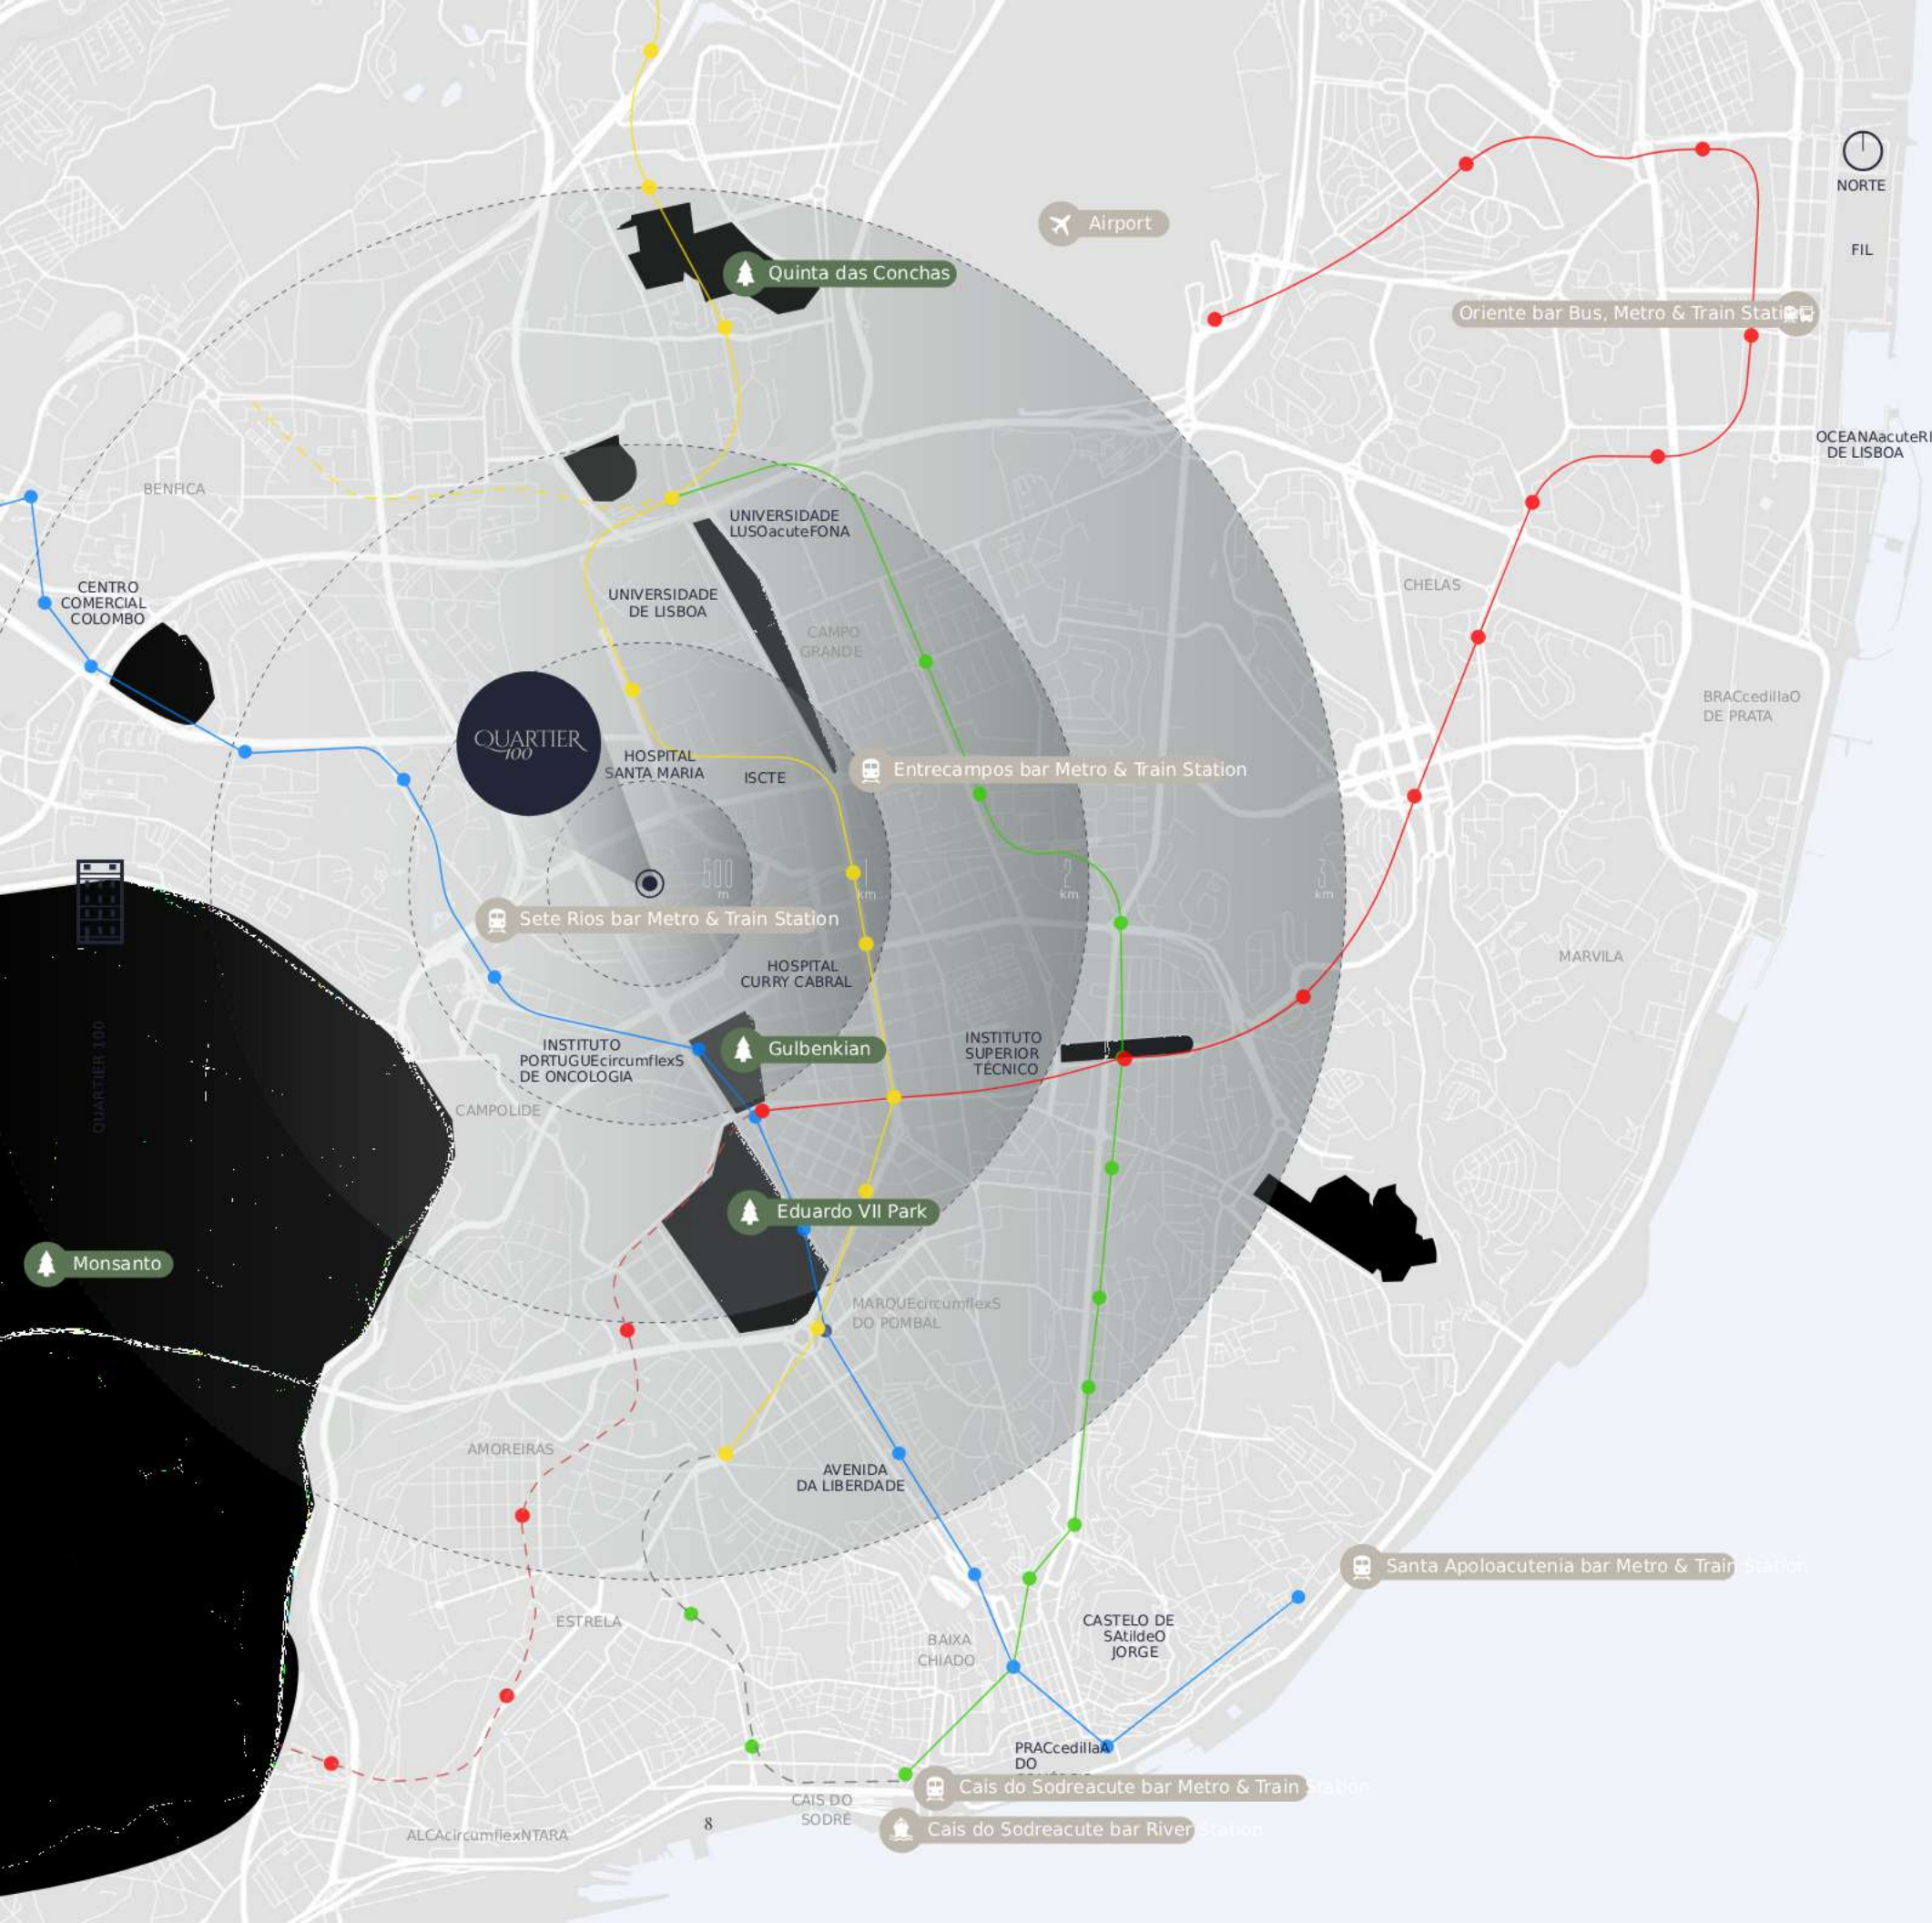 NORTE
Airport
FIL
Quinta das Conchas
Oriente bar Bus, Metro & Train Stati
OCEANAacuteRI
DE LISBOA
BENFICA
UNIVERSIDADE
LUSOacuteFONA
CENTRO
COMERCIAL
COLOMBO
UNIVERSIDADE
DE LISBOA
CHELAS
CAMPO
GRANDE
BRACcedillaO
DE PRATA
QUARTIER
100
HOSPITAL
SANTA MARIA
ISCTE
Entrecampos bar Metro & Train Station
500
m
1
km
2
km
3
km
Sete Rios bar Metro & Train Station
MARVILA
HOSPITAL
CURRY CABRAL
QUARTIER 100
INSTITUTO
PORTUGUEcircumflexS
DE ONCOLOGIA
Gulbenkian
INSTITUTO
SUPERIOR
TÉCNICO
CAMPOLIDE
Eduardo VII Park
Monsanto
MARQUEcircumflexS
DO POMBAL
AMOREIRAS
AVENIDA
DA LIBERDADE
Santa Apoloacutenia bar Metro & Train Station
ESTRELA
BAIXA
CHIADO
CASTELO DE
SAtildeO
JORGE
PRACcedillaA
DO
Cais do Sodreacute bar Metro & Train Station
CAIS DO
SODRÉ
8
Cais do Sodreacute bar River Station
ALCAcircumflexNTARA